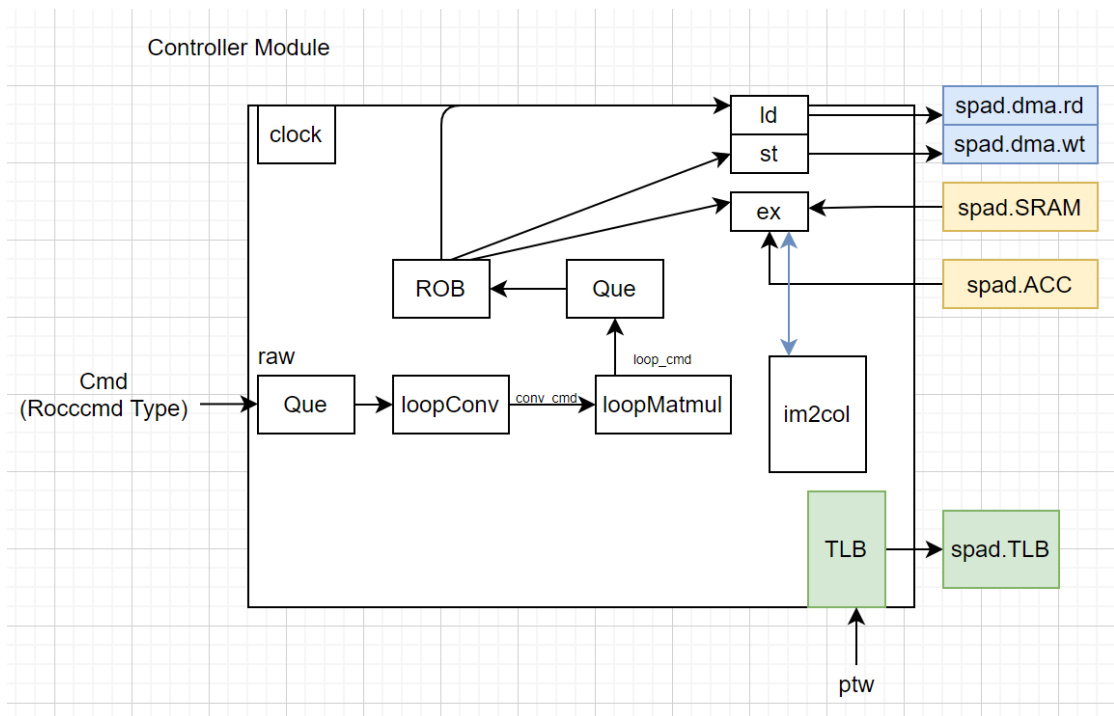 Controller Module
clock
ld
st
ex
spad.dma.rd
spad.dma.wt
spad.SRAM
spad.ACC
ROB
Que
raw
loop_cmd
Cmd
(Rocccmd Type)
Que
loopConv
conv_cmd
loopMatmul
im2col
TLB
spad.TLB
ptw